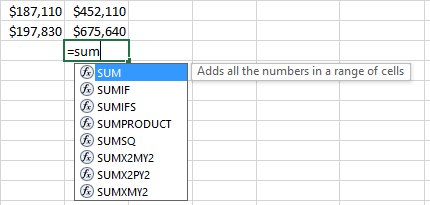 $187,110 $452,110
$197,830 $675,640
=sum
SUM Adds all the numbers in a range of cells
SUMIF
SUMIFS
SUMPRODUCT
SUMSQ
SUMX2MY2
SUMX2PY2
SUMXMY2